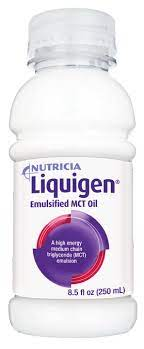 NUTRICIA
Liquigen®
Emulsified MCT Oil
A high energy
medium chain
triglyceride (MCT)
emulsion
8.5 fl oz (250 mL)